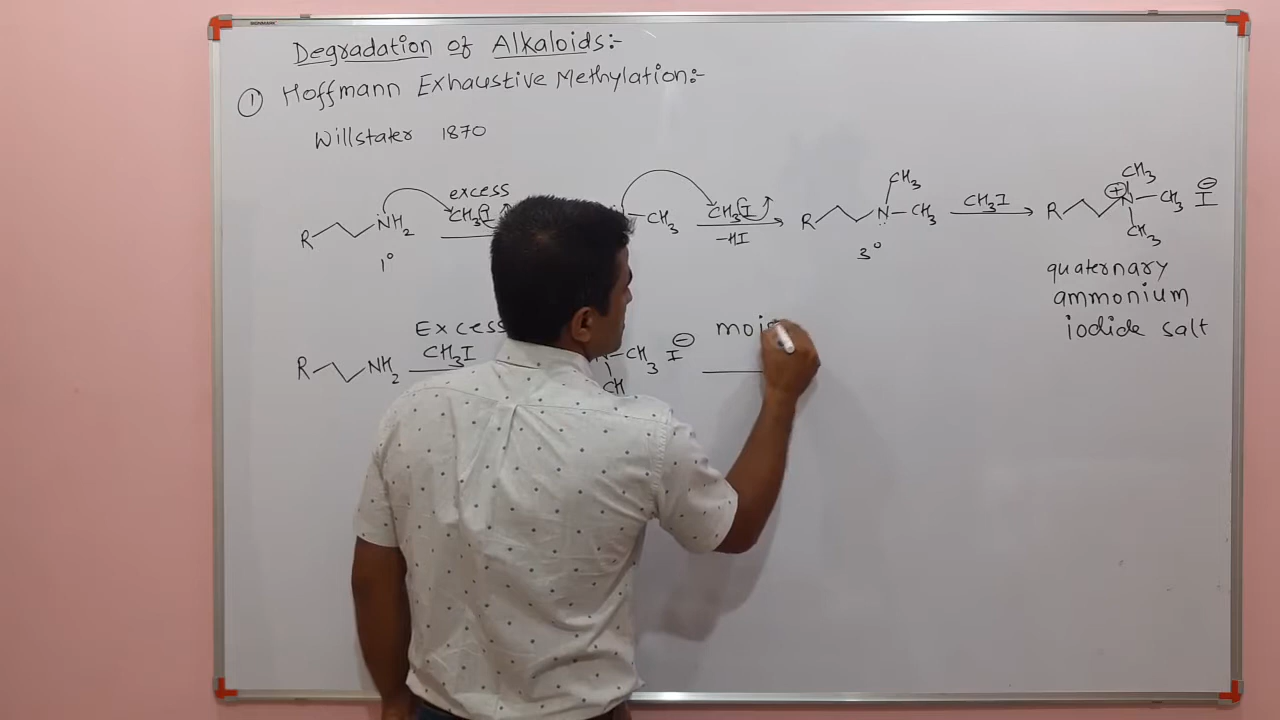 Degradation of Alkaloids:-
① Hoffmann Exhaustive Methylation:-
Willstater 1870
excess
R NH2 CH3I CH3 CH3I R N CH3 CH3 CH3I R N CH3 CH3 CH3 I
-HI
1° 3°
quaternary
ammonium
iodide salt
Excess
R NH2 CH3I N CH3 I
CH
mois